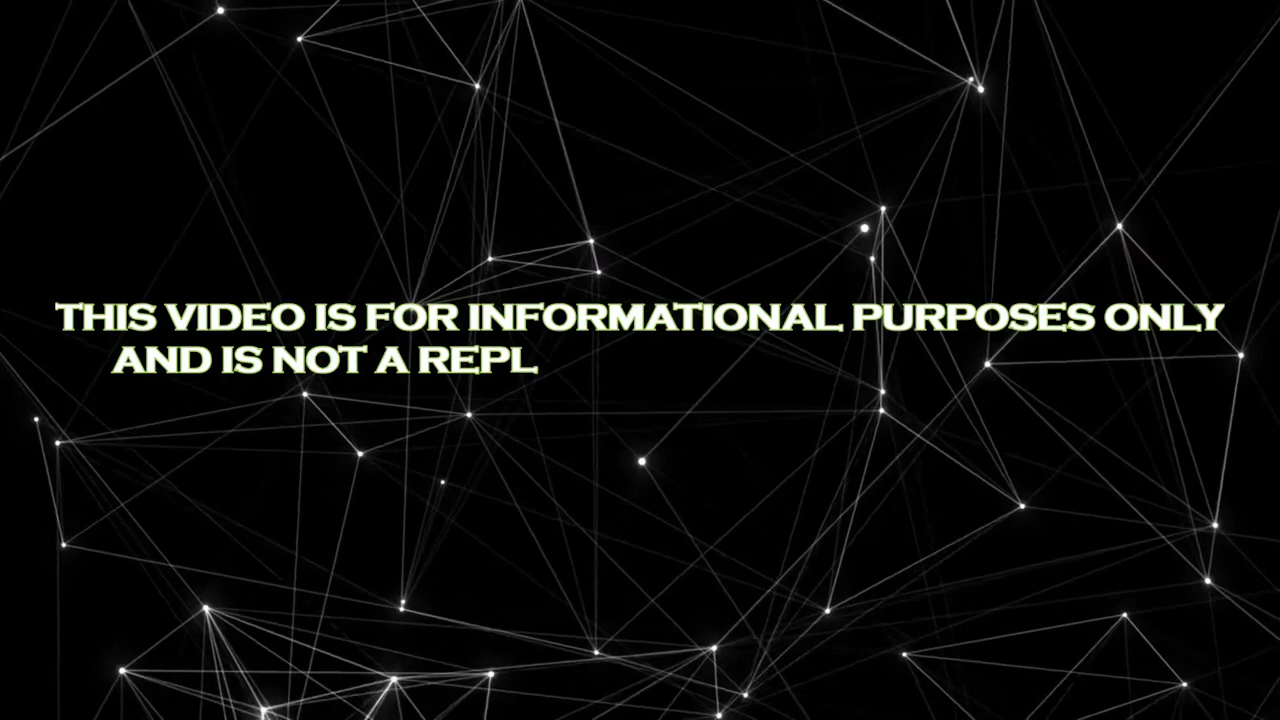 THIS VIDEO IS FOR INFORMATIONAL PURPOSES ONLY
AND IS NOT A REPL